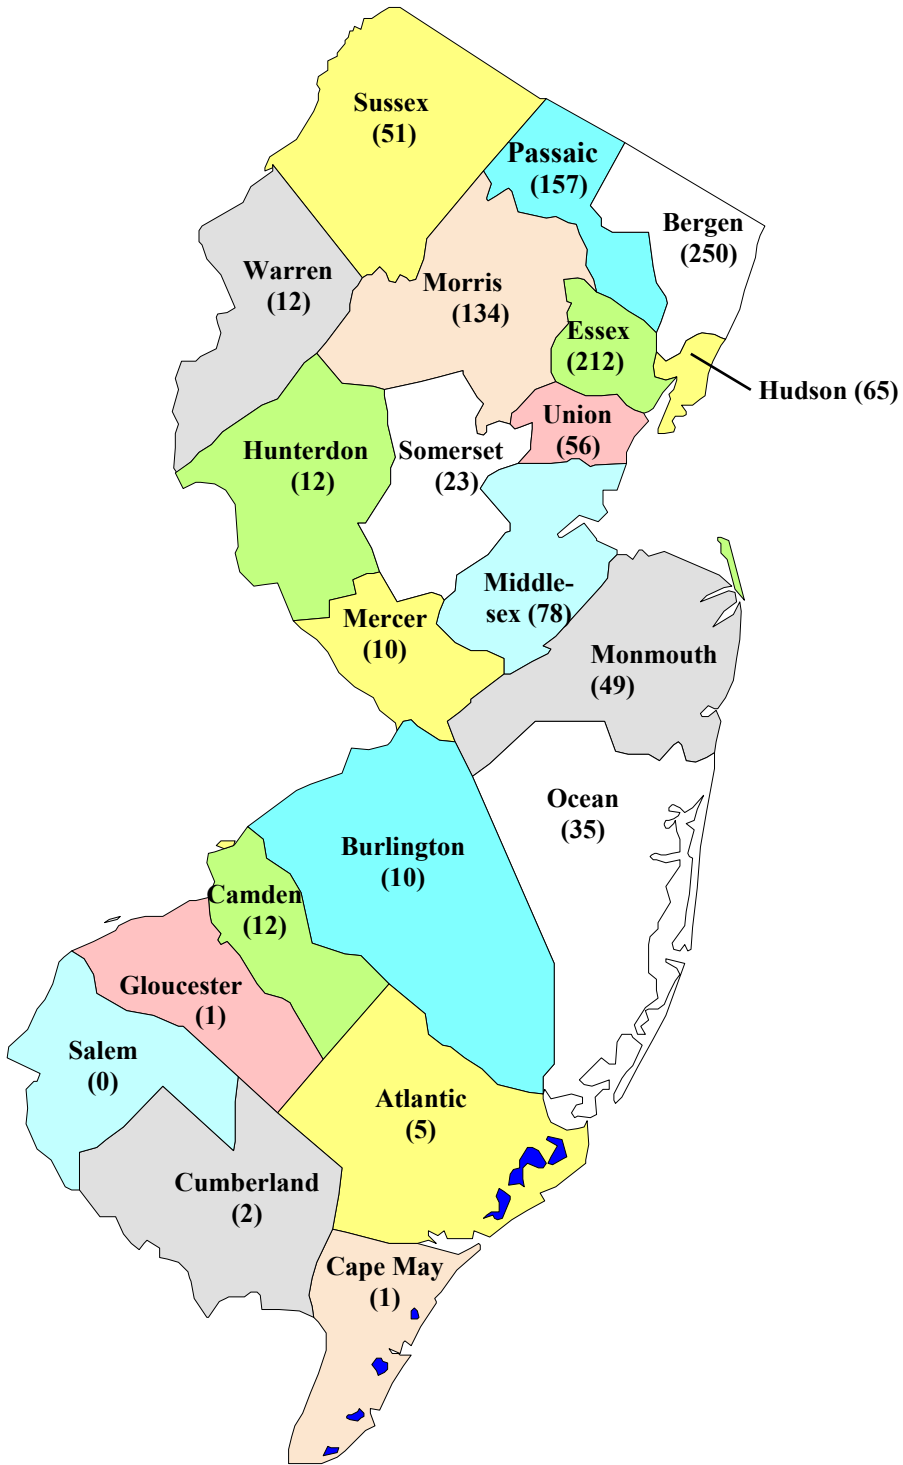 Sussex
(51)
Passaic
(157)
Bergen
(250)
Warren
(12)
Morris
(134)
Essex
(212)
Hudson (65)
Union
(56)
Hunterdon
(12)
Somerset
(23)
Middle-
sex (78)
Mercer
(10)
Monmouth
(49)
Ocean
(35)
Burlington
(10)
Camden
(12)
Gloucester
(1)
Salem
(0)
Atlantic
(5)
Cumberland
(2)
Cape May
(1)